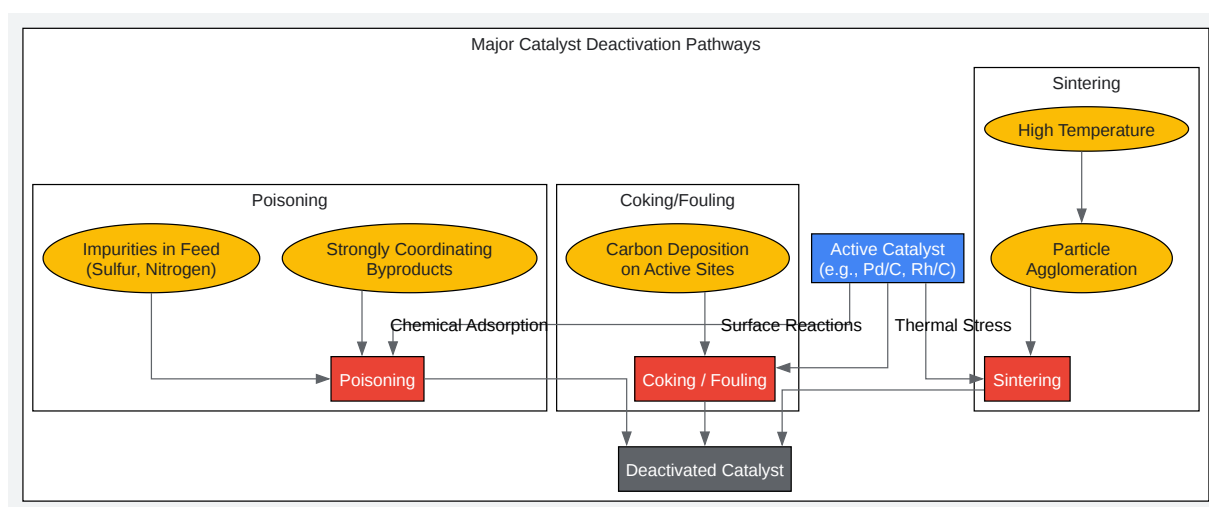 Major Catalyst Deactivation Pathways
Sintering
High Temperature
Poisoning
Coking/Fouling
Impurities in Feed
(Sulfur, Nitrogen)
Strongly Coordinating
Byproducts
Carbon Deposition
on Active Sites
Active Catalyst
(e.g., Pd/C, Rh/C)
Particle
Agglomeration
Chemical Adsorption
Surface Reactions
Thermal Stress
Poisoning
Coking / Fouling
Sintering
Deactivated Catalyst